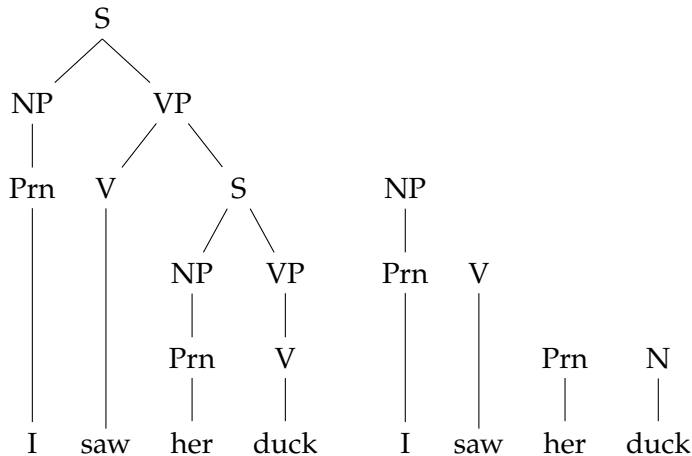 S
NP VP
Prn V S NP
NP VP Prn V
Prn V Prn N
I saw her duck I saw her duck